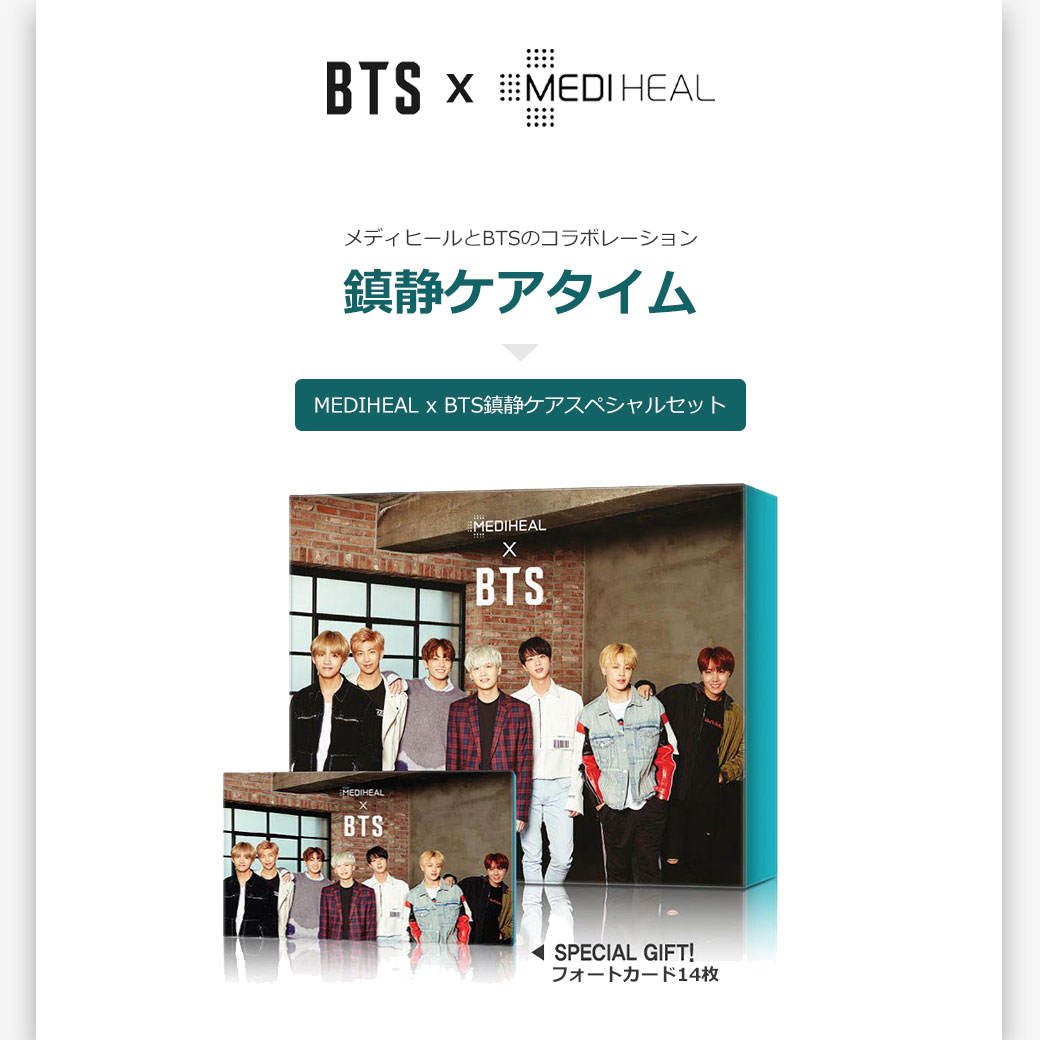 BTS x MEDIHEAL
メディヒールとBTSのコラボレーション
鎮静ケアタイム
MEDIHEAL x BTS鎮静ケアスペシャルセット
MEDIHEAL
X
BTS
MEDIHEAL
X
BTS
SPECIAL GIFT!
フォートカード14枚